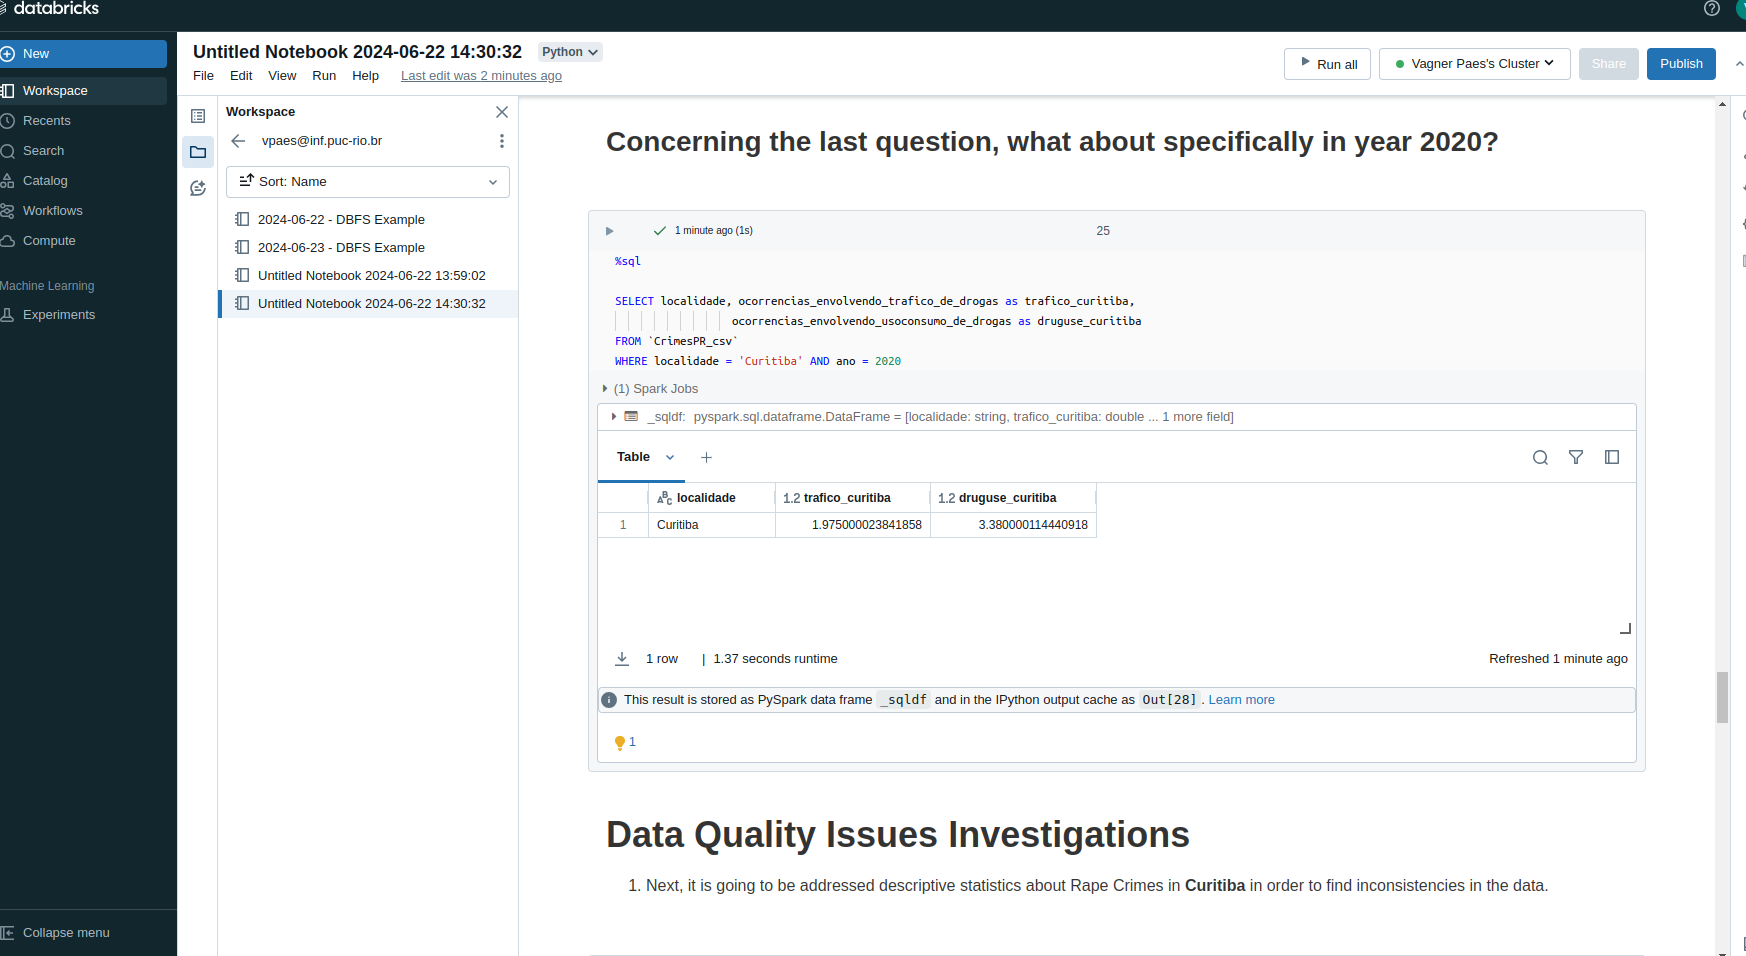 databricks
New
Workspace
Recents
Search
Catalog
Workflows
Compute
Machine Learning
Experiments
Collapse menu
Untitled Notebook 2024-06-22 14:30:32 Python
File Edit View Run Help Last edit was 2 minutes ago
Run all Vagner Paes's Cluster Share Publish
Workspace
vpaes@inf.puc-rio.br
Sort: Name
2024-06-22 - DBFS Example
2024-06-23 - DBFS Example
Untitled Notebook 2024-06-22 13:59:02
Untitled Notebook 2024-06-22 14:30:32
Concerning the last question, what about specifically in year 2020?
1 minute ago (1s) 25
%sql
SELECT localidade, ocorrencias_envolvendo_trafico_de_drogas as trafico_curitiba,
ocorrencias_envolvendo_usoconsumo_de_drogas as druguse_curitiba
FROM `CrimesPR_csv`
WHERE localidade = 'Curitiba' AND ano = 2020
(1) Spark Jobs
_sqldf: pyspark.sql.dataframe.DataFrame = [localidade: string, trafico_curitiba: double ... 1 more field]
Table
ABC localidade 1.2 trafico_curitiba 1.2 druguse_curitiba
1 Curitiba 1.975000023841858 3.380000114440918
1 row | 1.37 seconds runtime Refreshed 1 minute ago
This result is stored as PySpark data frame _sqldf and in the IPython output cache as Out[28]. Learn more
1
Data Quality Issues Investigations
1. Next, it is going to be addressed descriptive statistics about Rape Crimes in Curitiba in order to find inconsistencies in the data.